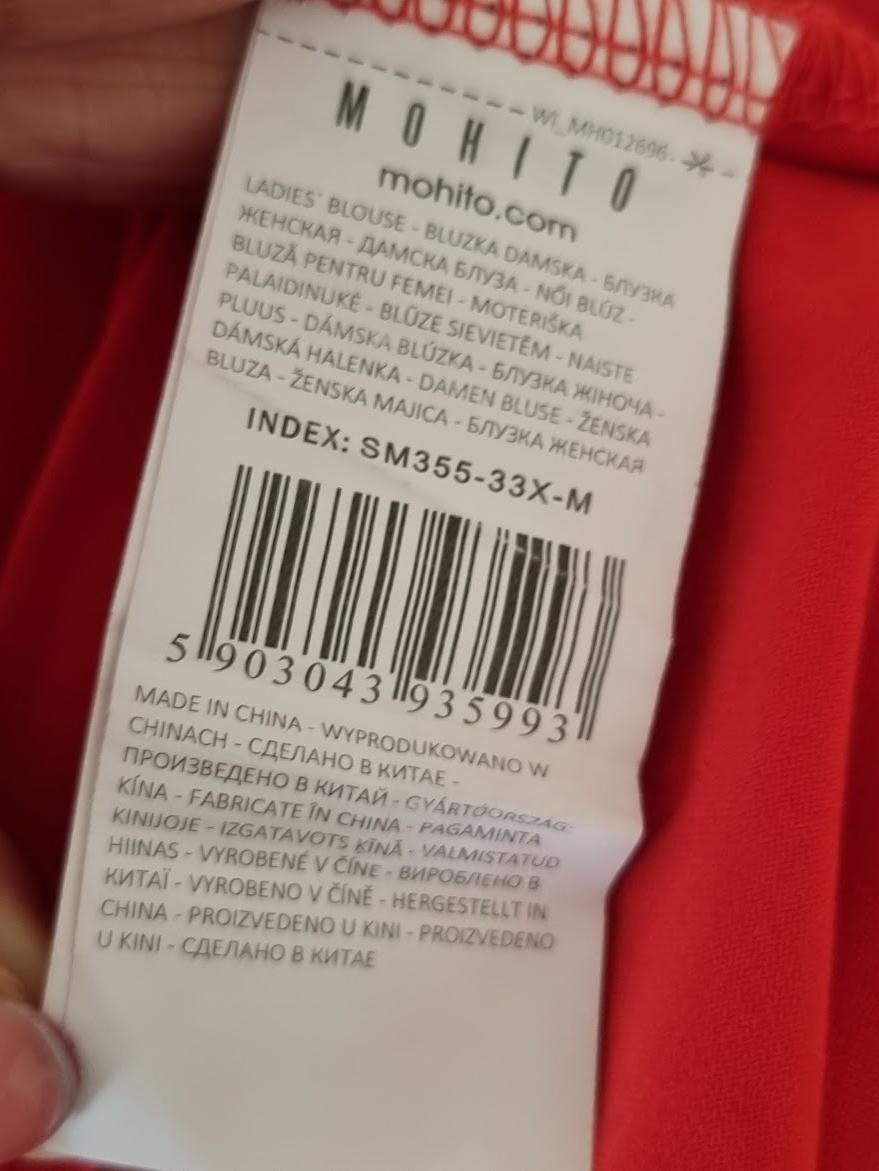 WI_MH012696
MOHITO
mohito.com
LADIES' BLOUSE - BLUZKA DAMSKA - БЛУЗКА
ЖЕНСКАЯ - ДАМСКА БЛУЗА - NŐI BLÚZ -
BLUZĂ PENTRU FEMEI - MOTERIŠKA
PALAIDINUKĖ - BLŪZE SIEVIETĒM - NAISTE
PLUUS - DÁMSKA BLÚZKA - БЛУЗКА ЖІНОЧА -
DÁMSKÁ HALENKA - DAMEN BLUSE - ŽENSKA
BLUZA - ŽENSKA MAJICA - БЛУЗКА ЖЕНСКАЯ
INDEX: SM355-33X-M
5 903043 935993
MADE IN CHINA - WYPRODUKOWANO W
CHINACH - СДЕЛАНО В КИТАЕ -
ПРОИЗВЕДЕНО В КИТАЙ - GYÁRTÓORSZÁG:
KÍNA - FABRICATE ÎN CHINA - PAGAMINTA
KINIJOJE - IZGATAVOTS ĶĪNĀ - VALMISTATUD
HIINAS - VYROBENÉ V ČÍNE - ВИРОБЛЕНО В
КИТАЇ - VYROBENO V ČÍNĚ - HERGESTELLT IN
CHINA - PROIZVEDENO U KINI - PROIZVEDENO
U KINI - СДЕЛАНО В КИТАЕ